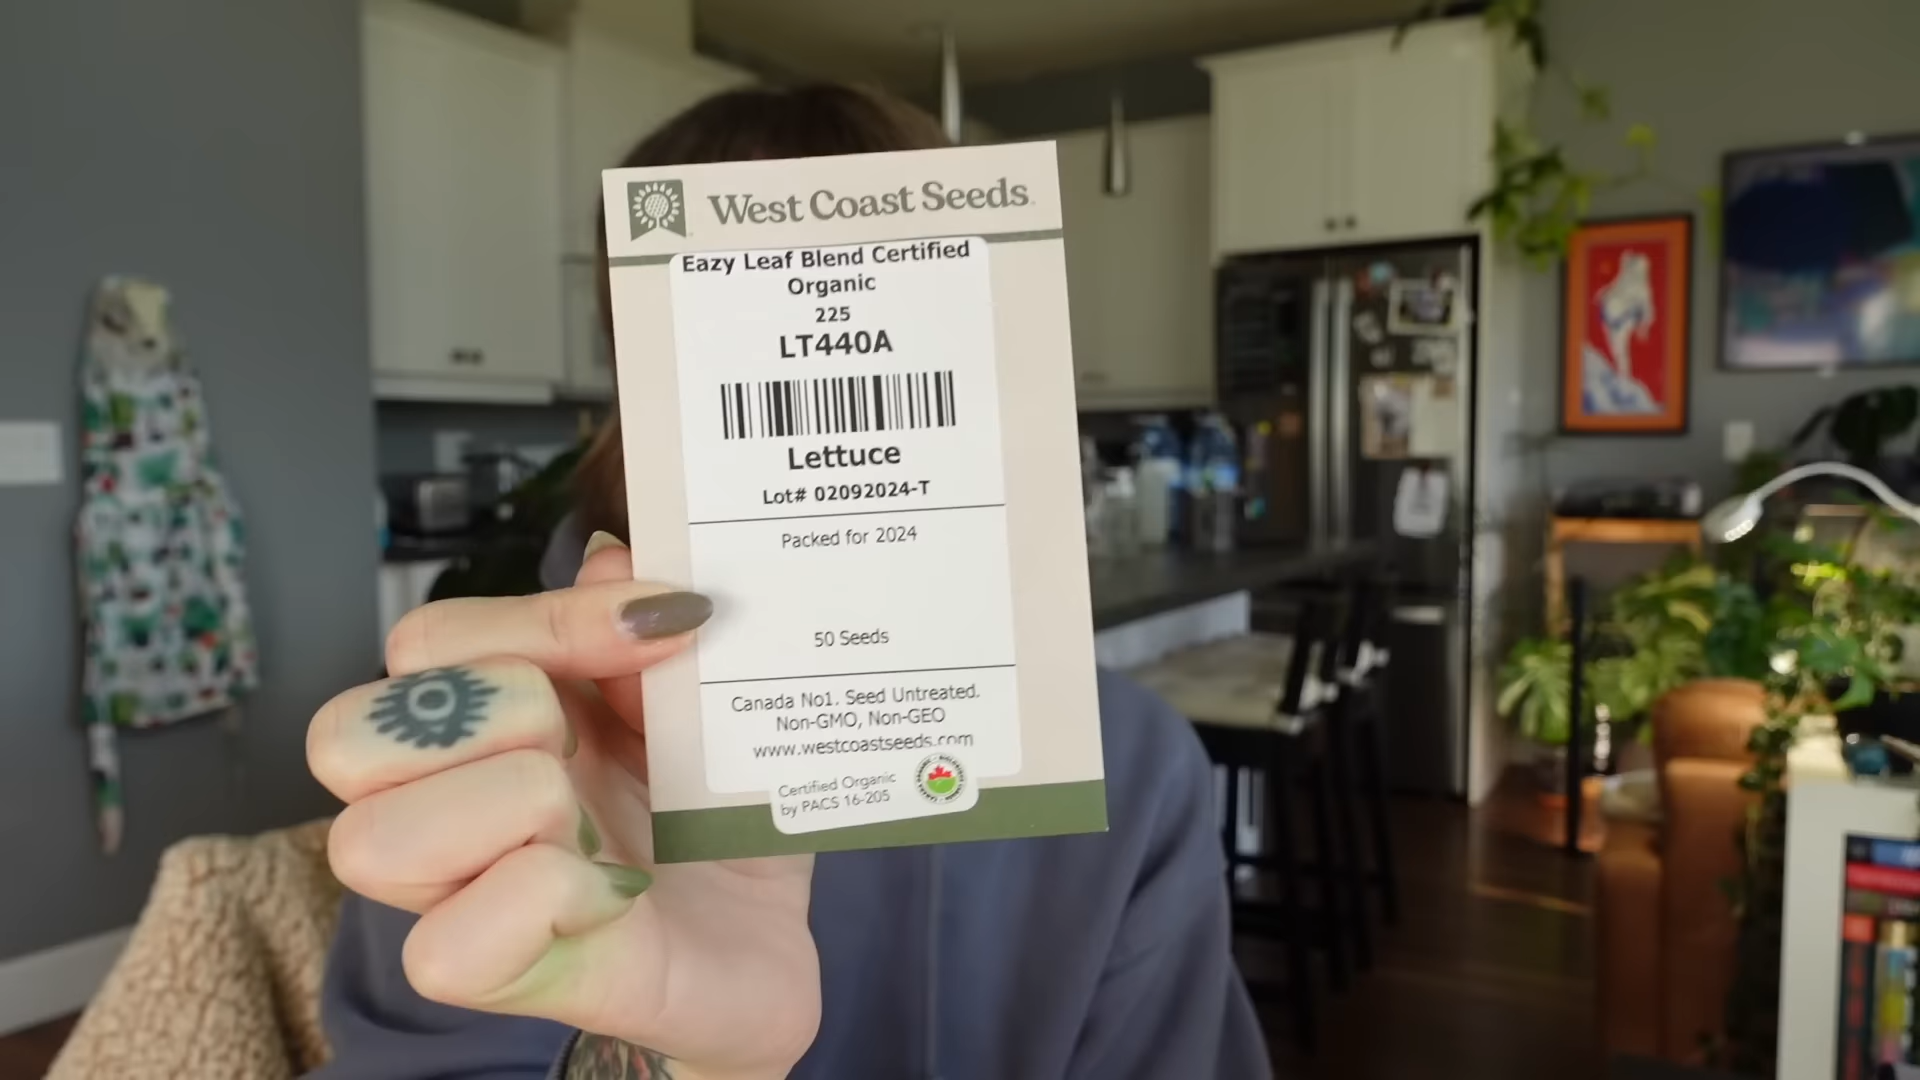 West Coast Seeds
Eazy Leaf Blend Certified
Organic
225
LT440A
Lettuce
Lot# 02092024-T
Packed for 2024
50 Seeds
Canada No1. Seed Untreated.
Non-GMO, Non-GEO
www.westcoastseeds.com
Certified Organic
by PACS 16-205